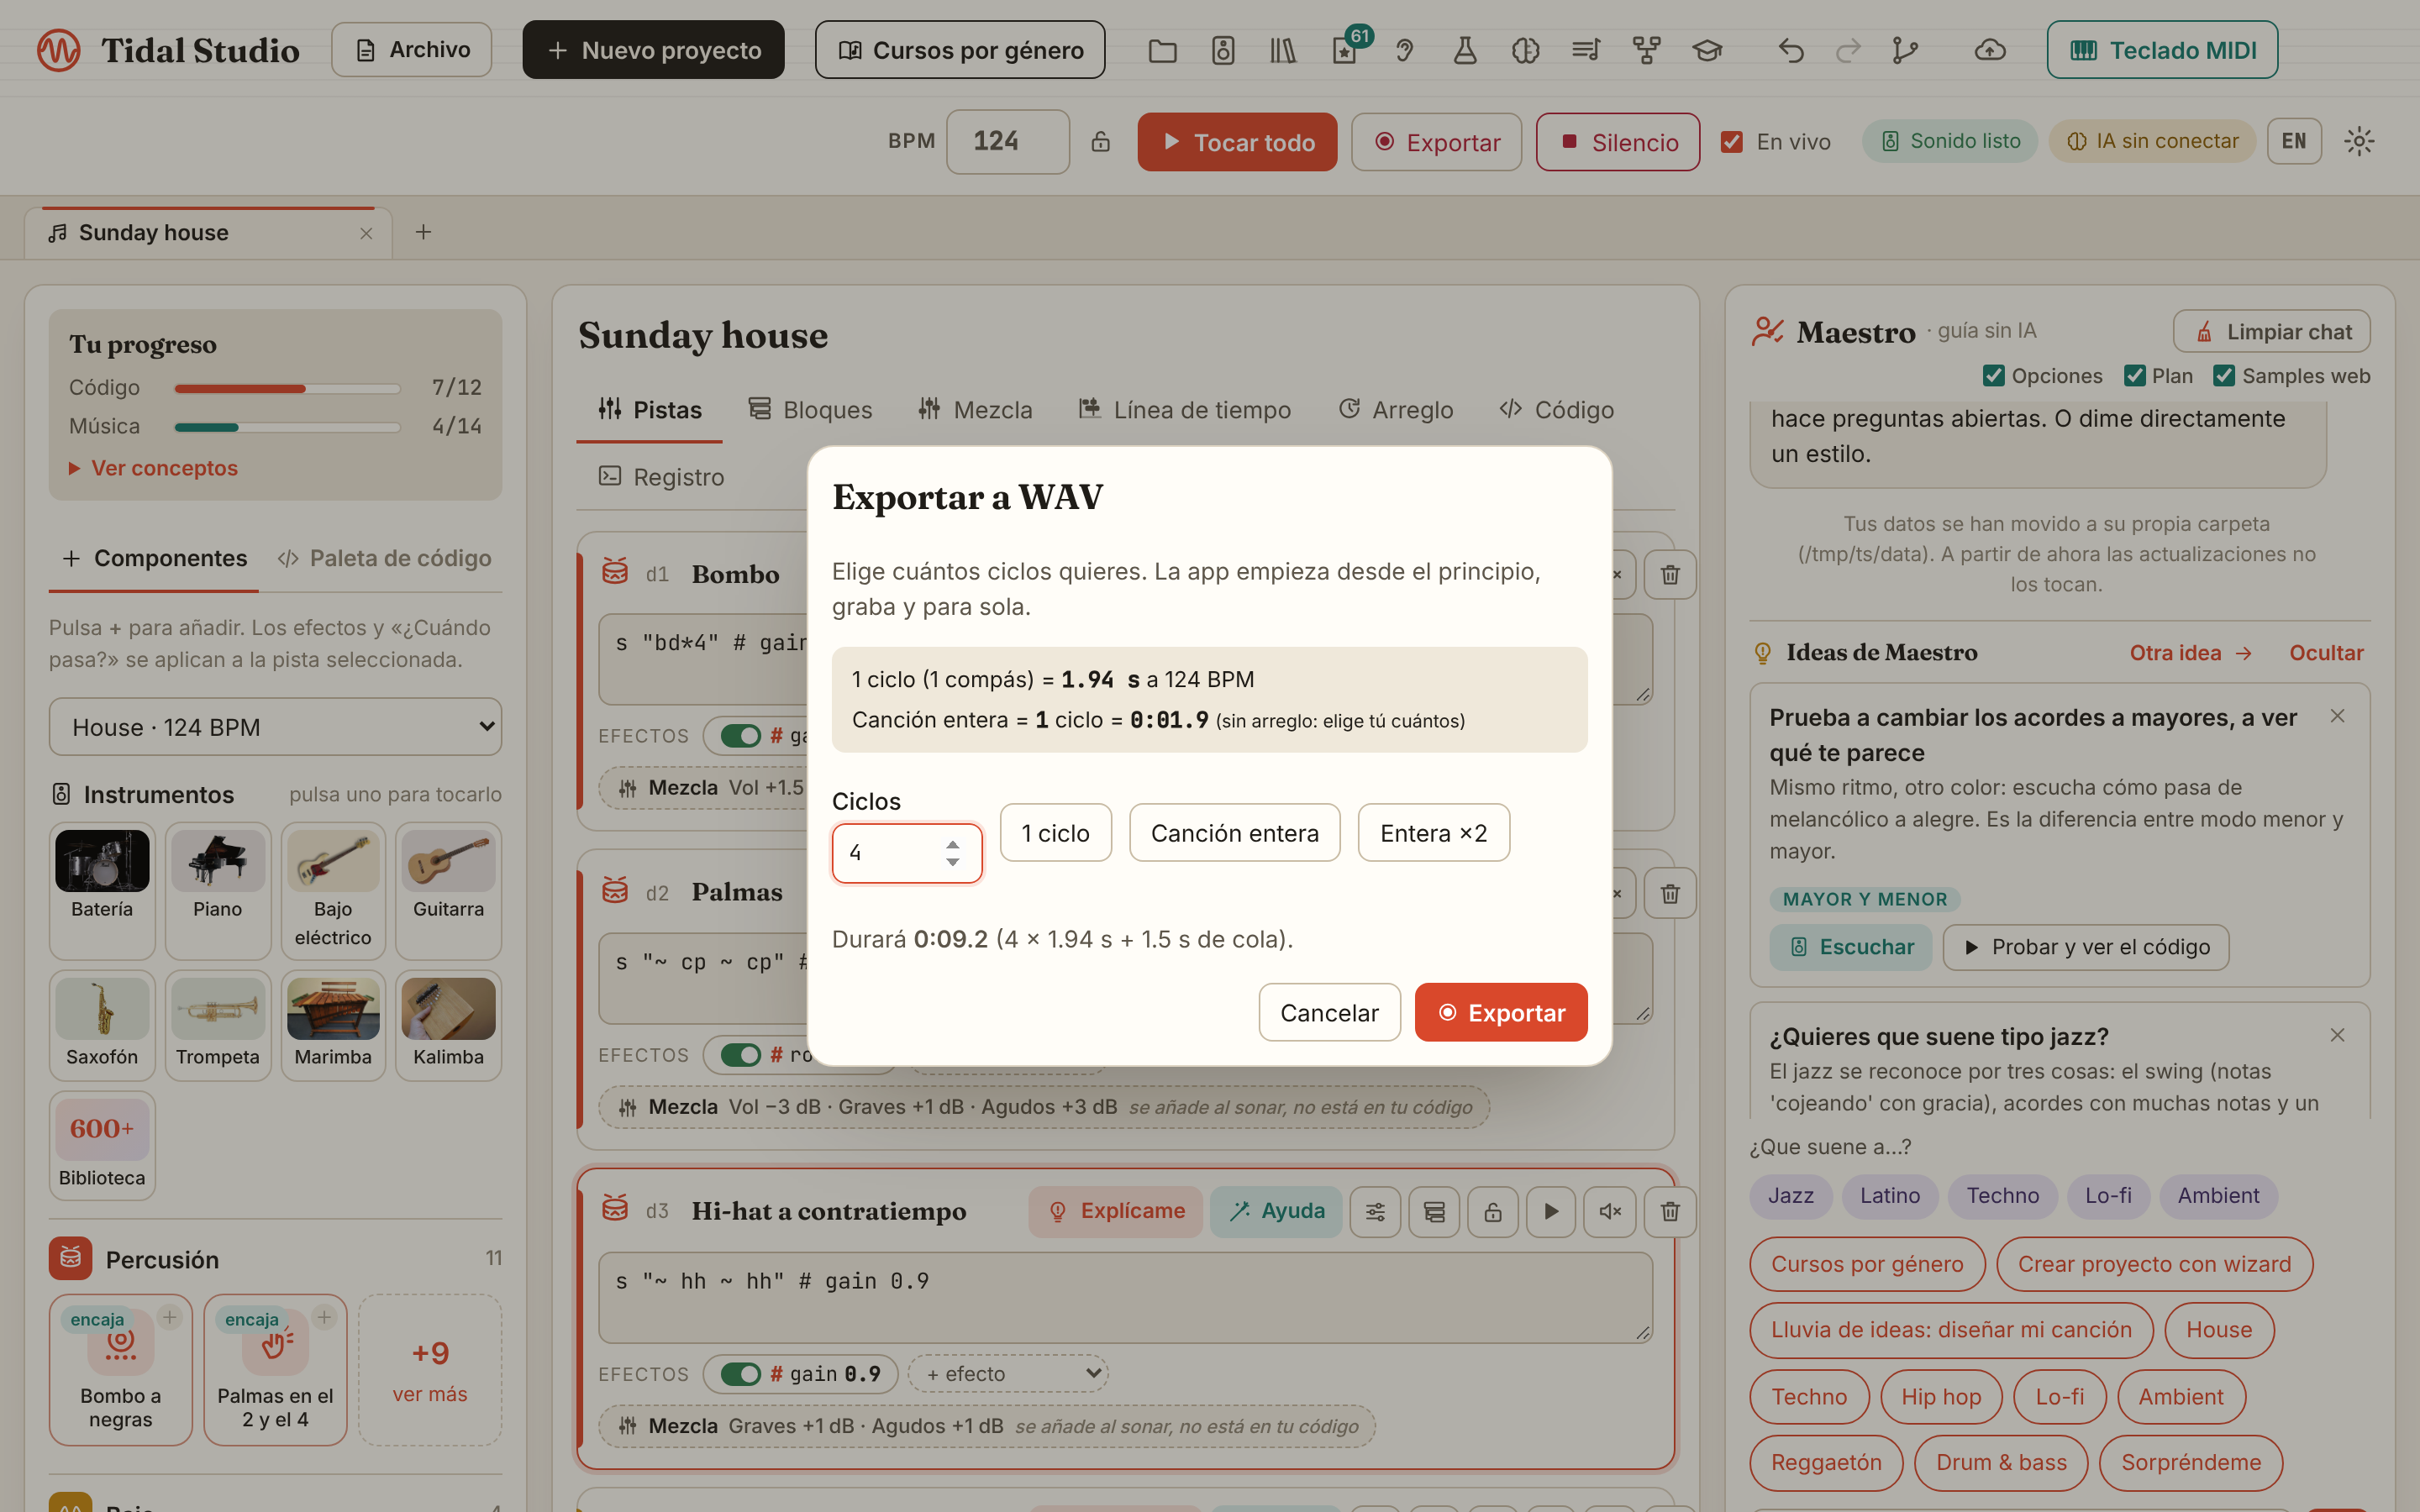 Tidal Studio
Archivo
+ Nuevo proyecto
Cursos por género
61
Teclado MIDI
BPM
124
Tocar todo
Exportar
Silencio
En vivo
Sonido listo
IA sin conectar
EN
Sunday house
Tu progreso
Código 7/12
Música 4/14
Ver conceptos
+ Componentes
</> Paleta de código
Pulsa + para añadir. Los efectos y «¿Cuándo
pasa?» se aplican a la pista seleccionada.
House · 124 BPM
Instrumentos
pulsa uno para tocarlo
Batería
Piano
Bajo
eléctrico
Guitarra
Saxofón
Trompeta
Marimba
Kalimba
600+
Biblioteca
Percusión
11
encaja
Bombo a
negras
encaja
Palmas en el
2 y el 4
+9
ver más
Sunday house
Pistas
Bloques
Mezcla
Línea de tiempo
Arreglo
Código
Registro
d1 Bombo
s "bd*4" # gain
EFECTOS
Mezcla Vol +1.5
d2 Palmas
s "~ cp ~ cp" #
EFECTOS
Mezcla Vol −3 dB · Graves +1 dB · Agudos +3 dB se añade al sonar, no está en tu código
d3 Hi-hat a contratiempo
Explícame
Ayuda
s "~ hh ~ hh" # gain 0.9
EFECTOS
# gain 0.9
+ efecto
Mezcla Graves +1 dB · Agudos +1 dB se añade al sonar, no está en tu código
Exportar a WAV
Elige cuántos ciclos quieres. La app empieza desde el principio,
graba y para sola.
1 ciclo (1 compás) = 1.94 s a 124 BPM
Canción entera = 1 ciclo = 0:01.9 (sin arreglo: elige tú cuántos)
Ciclos
4
1 ciclo
Canción entera
Entera ×2
Durará 0:09.2 (4 × 1.94 s + 1.5 s de cola).
Cancelar
Exportar
Maestro · guía sin IA
Limpiar chat
Opciones
Plan
Samples web
hace preguntas abiertas. O dime directamente
un estilo.
Tus datos se han movido a su propia carpeta
(/tmp/ts/data). A partir de ahora las actualizaciones no
los tocan.
Ideas de Maestro
Otra idea →
Ocultar
Prueba a cambiar los acordes a mayores, a ver
qué te parece
Mismo ritmo, otro color: escucha cómo pasa de
melancólico a alegre. Es la diferencia entre modo menor y
mayor.
MAYOR Y MENOR
Escuchar
Probar y ver el código
¿Quieres que suene tipo jazz?
El jazz se reconoce por tres cosas: el swing (notas
'cojeando' con gracia), acordes con muchas notas y un
¿Que suene a...?
Jazz
Latino
Techno
Lo-fi
Ambient
Cursos por género
Crear proyecto con wizard
Lluvia de ideas: diseñar mi canción
House
Techno
Hip hop
Lo-fi
Ambient
Reggaetón
Drum & bass
Sorpréndeme